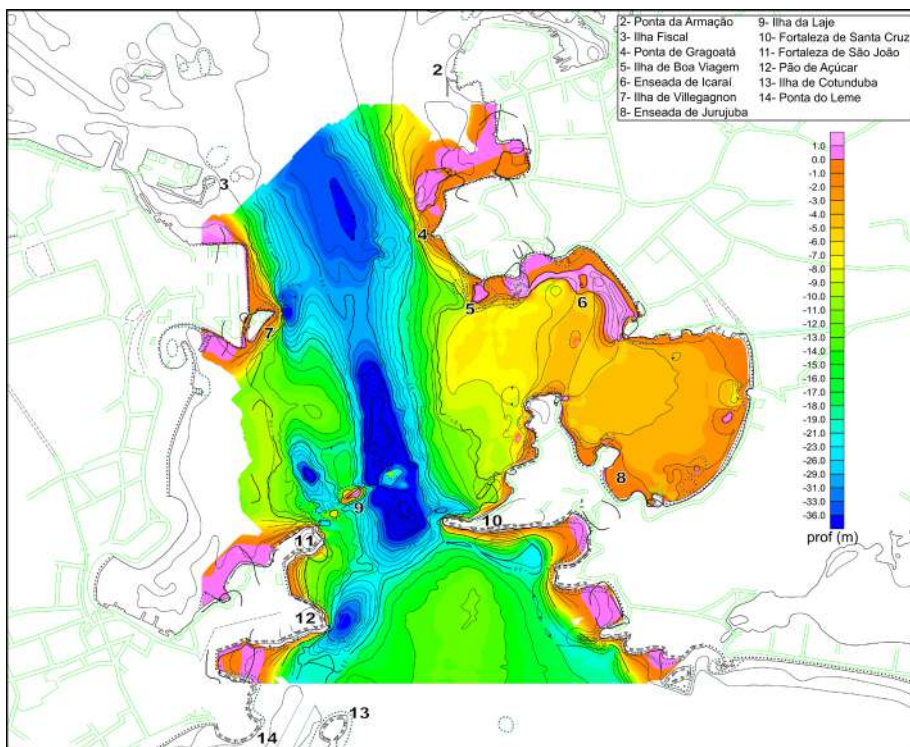 2- Ponta da Armação
3- Ilha Fiscal
4- Ponta de Gragoatá
5- Ilha de Boa Viagem
6- Enseada de Icaraí
7- Ilha de Villegagnon
8- Enseada de Jurujuba
9- Ilha da Laje
10- Fortaleza de Santa Cruz
11- Fortaleza de São João
12- Pão de Açúcar
13- Ilha de Cotunduba
14- Ponta do Leme
2
3
4
5
6
7
8
9
10
11
12
13
14
1.0
0.0
-1.0
-2.0
-3.0
-4.0
-6.0
-7.0
-8.0
-9.0
-10.0
-11.0
-12.0
-13.0
-14.0
-16.0
-17.0
-19.0
-21.0
-23.0
-26.0
-29.0
-31.0
-33.0
-36.0
prof (m)